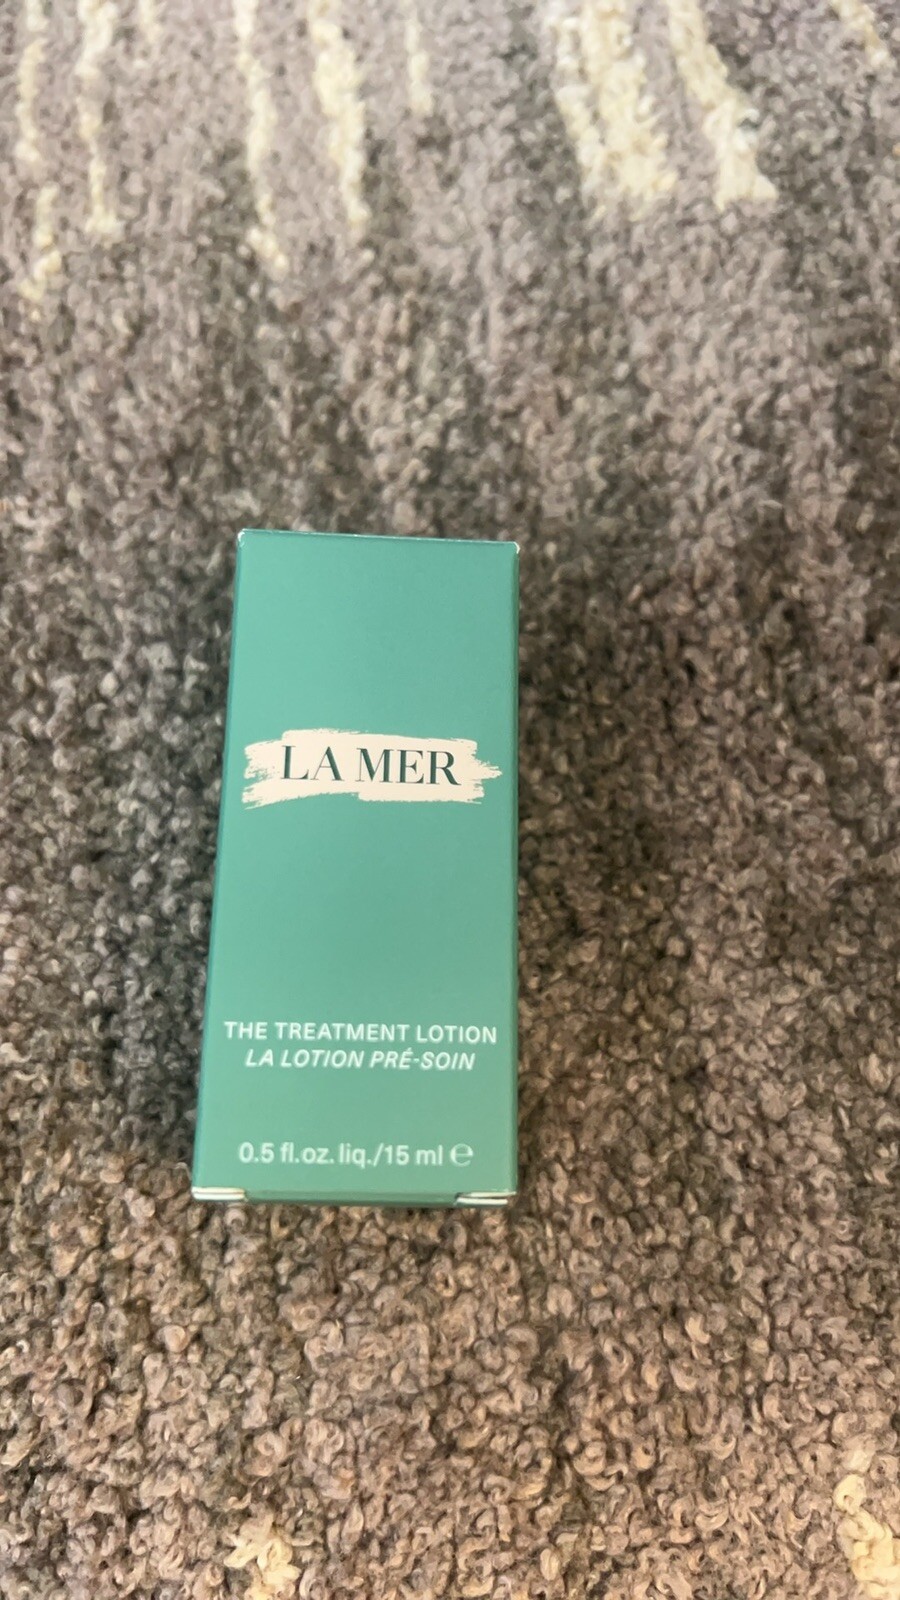 LA MER
THE TREATMENT LOTION
LA LOTION PRÉ-SOIN
0.5 fl.oz. liq./15 ml ℮